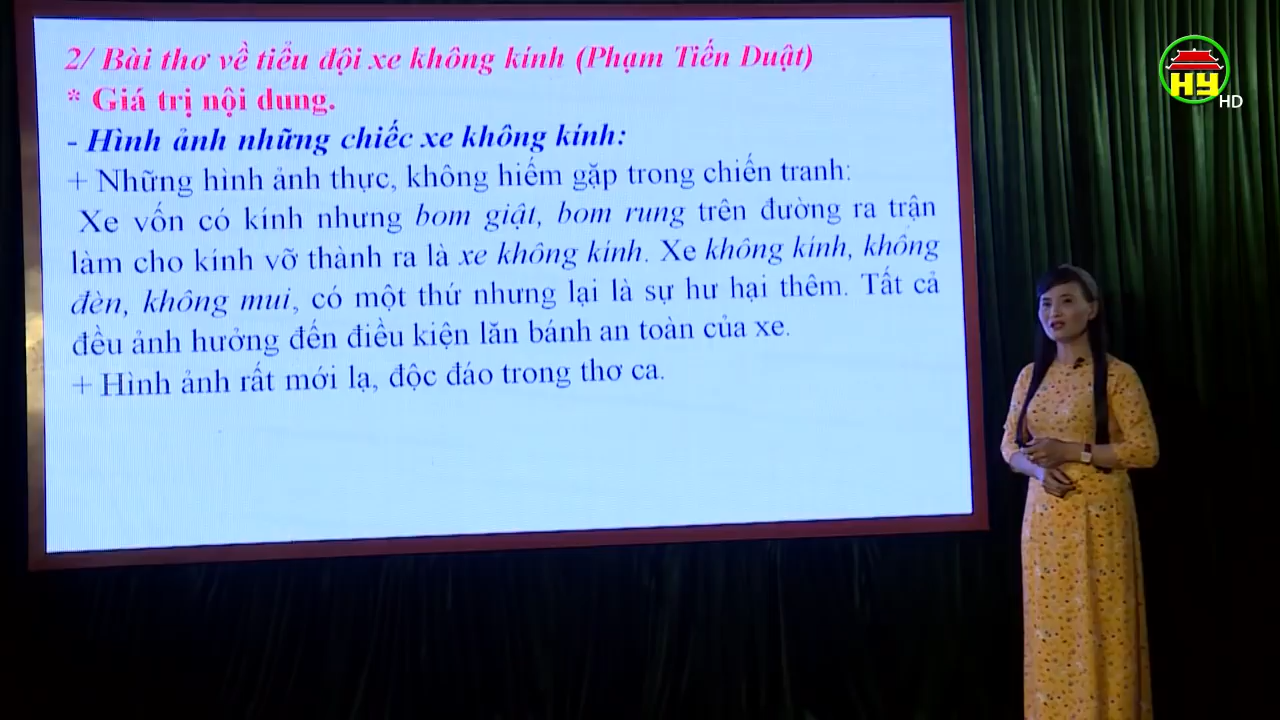 2/ Bài thơ về tiểu đội xe không kính (Phạm Tiến Duật)
* Giá trị nội dung.
- Hình ảnh những chiếc xe không kính:
+ Những hình ảnh thực, không hiếm gặp trong chiến tranh:
Xe vốn có kính nhưng bom giật, bom rung trên đường ra trận
làm cho kính vỡ thành ra là xe không kính. Xe không kính, không
đèn, không mui, có một thứ nhưng lại là sự hư hại thêm. Tất cả
đều ảnh hưởng đến điều kiện lăn bánh an toàn của xe.
+ Hình ảnh rất mới lạ, độc đáo trong thơ ca.
HY
HD